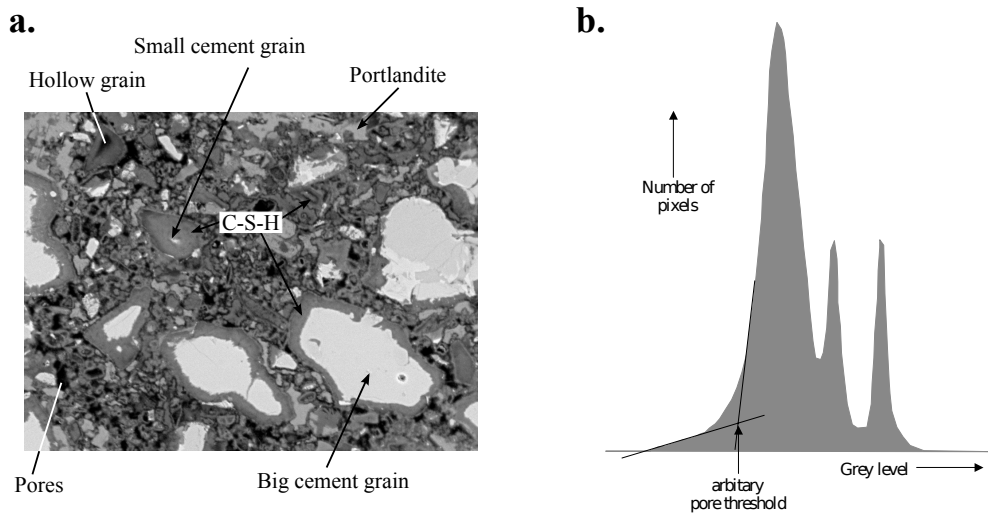 a.
Small cement grain
Hollow grain
Portlandite
C-S-H
Pores
Big cement grain
b.
Number of
pixels
Grey level
arbitary
pore threshold